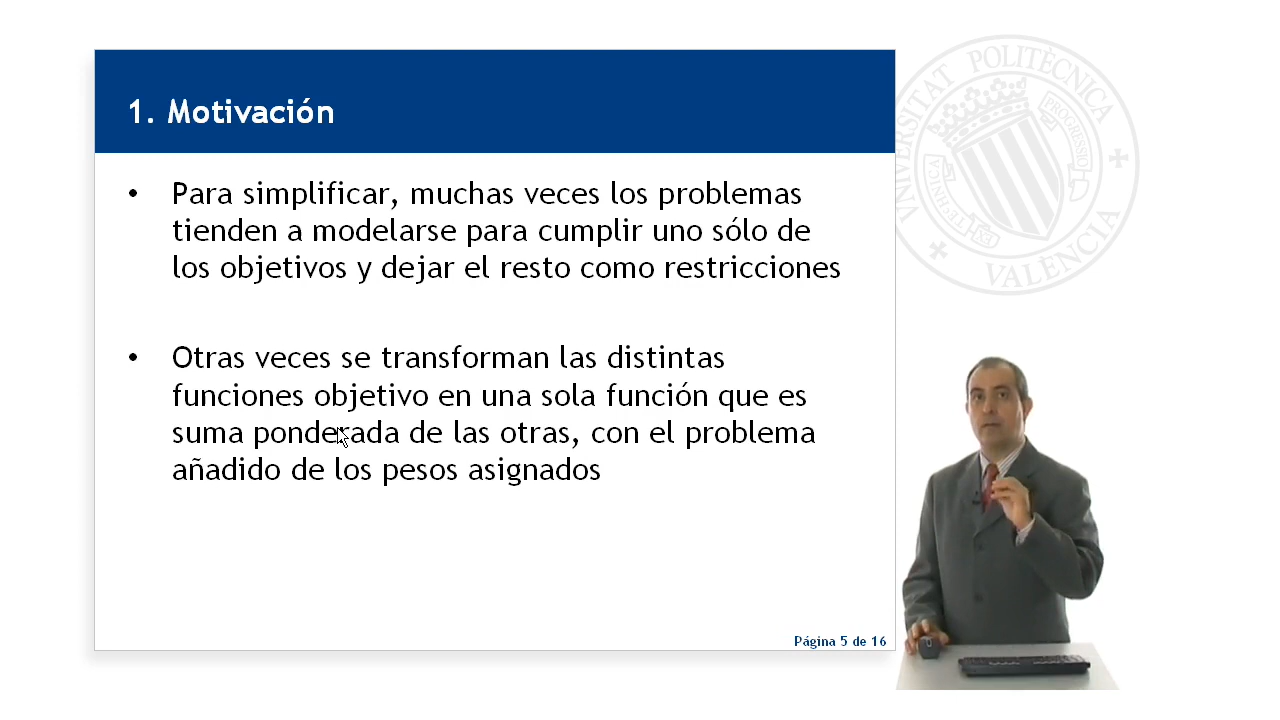 1. Motivación
• Para simplificar, muchas veces los problemas
tienden a modelarse para cumplir uno sólo de
los objetivos y dejar el resto como restricciones
• Otras veces se transforman las distintas
funciones objetivo en una sola función que es
suma ponderada de las otras, con el problema
añadido de los pesos asignados
Página 5 de 16
UNIVERSITAT POLITÈCNICA
VALÈNCIA
PROGRESSIO